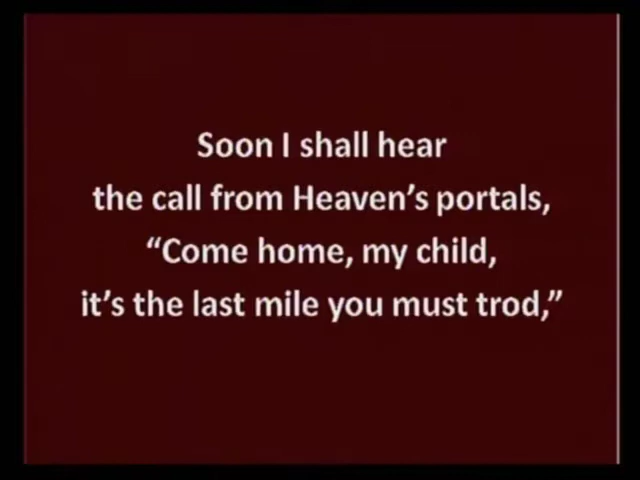 Soon I shall hear
the call from Heaven’s portals,
“Come home, my child,
it’s the last mile you must trod,”